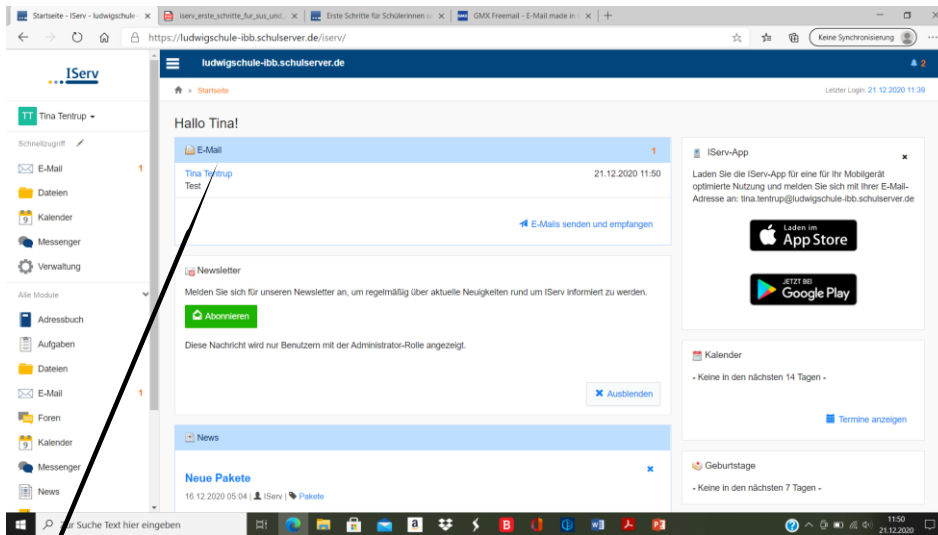 Startseite - IServ - ludwigschule-
iserv_erste_schritte_fur_sus_und_
Erste Schritte für Schülerinnen u
GMX Freemail - E-Mail made in
https://ludwigschule-ibb.schulserver.de/iserv/
Keine Synchronisierung
IServ
ludwigschule-ibb.schulserver.de
2
» Startseite
Letzter Login: 21.12.2020 11:39
TT Tina Tentrup
Schnellzugriff
E-Mail 1
Dateien
9 Kalender
Messenger
Verwaltung
Alle Module
Adressbuch
Aufgaben
Dateien
E-Mail 1
Foren
9 Kalender
Messenger
News
Hallo Tina!
E-Mail 1
Tina Tentrup 21.12.2020 11:50
Test
E-Mails senden und empfangen
Newsletter
Melden Sie sich für unseren Newsletter an, um regelmäßig über aktuelle Neuigkeiten rund um IServ informiert zu werden.
Abonnieren
Diese Nachricht wird nur Benutzern mit der Administrator-Rolle angezeigt.
Ausblenden
News
Neue Pakete
16.12.2020 05:04 | IServ | Pakete
IServ-App
Laden Sie die IServ-App für eine für Ihr Mobilgerät
optimierte Nutzung und melden Sie sich mit Ihrer E-Mail-
Adresse an: tina.tentrup@ludwigschule-ibb.schulserver.de
Laden im
App Store
JETZT BEI
Google Play
Kalender
- Keine in den nächsten 14 Tagen -
Termine anzeigen
Geburtstage
- Keine in den nächsten 7 Tagen -
Zur Suche Text hier eingeben
11:50
21.12.2020